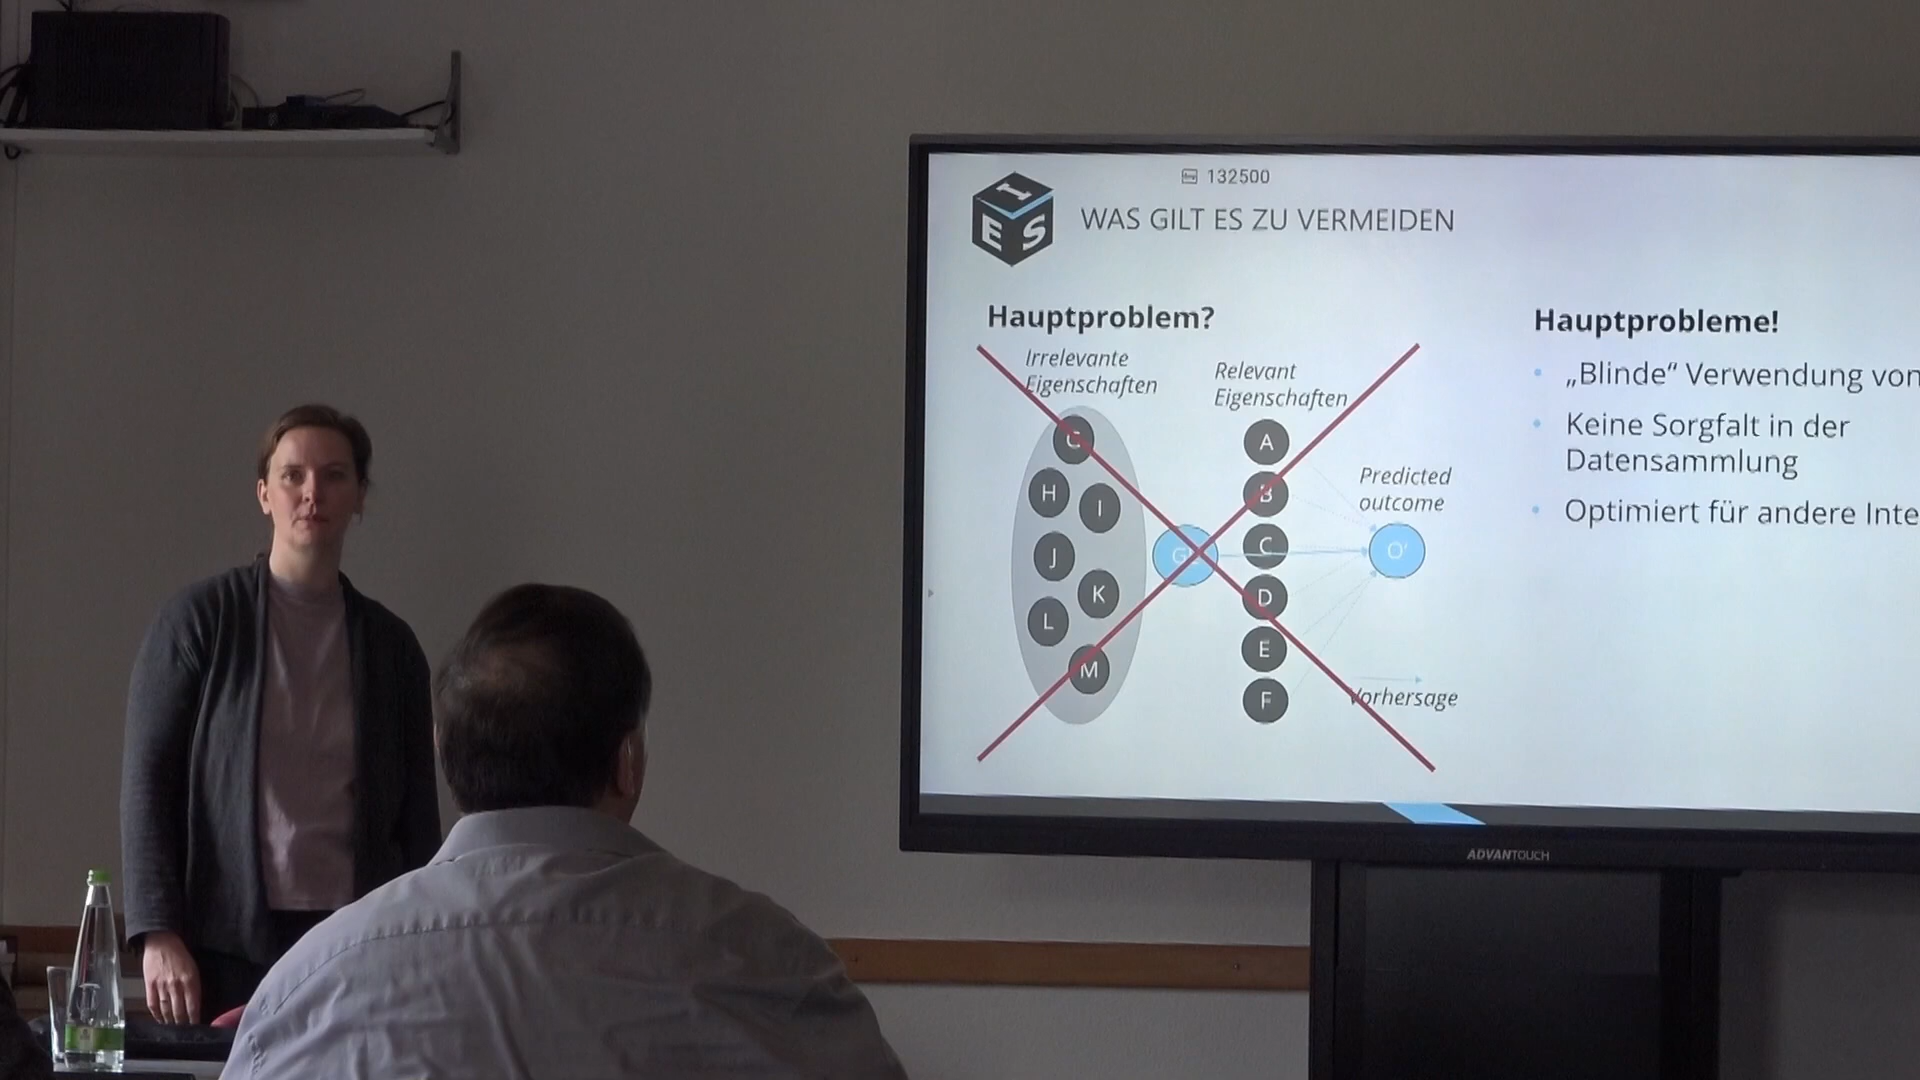 132500
I
E S
WAS GILT ES ZU VERMEIDEN
Hauptproblem?
Irrelevante
Eigenschaften
Relevant
Eigenschaften
G
H
I
J
K
L
M
G
A
B
C
D
E
F
Predicted
outcome
O'
Vorhersage
Hauptprobleme!
• „Blinde“ Verwendung von
• Keine Sorgfalt in der
Datensammlung
• Optimiert für andere Inte
ADVANTOUCH